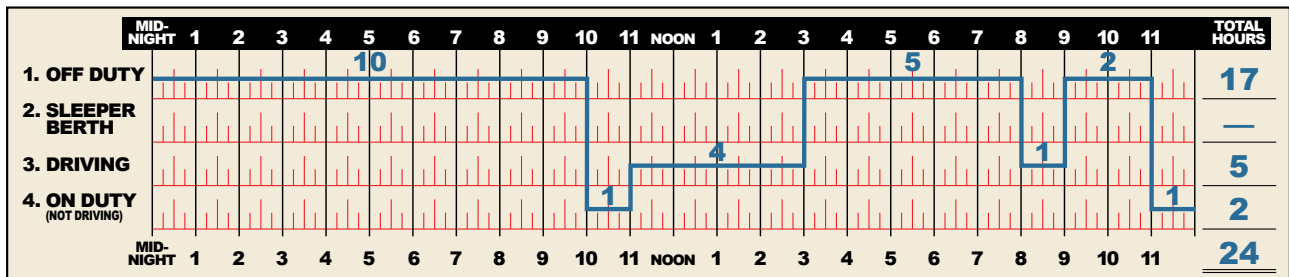 MID-NIGHT 1 2 3 4 5 6 7 8 9 10 11 NOON 1 2 3 4 5 6 7 8 9 10 11 TOTAL HOURS
10 5 2
1. OFF DUTY 17
2. SLEEPER BERTH —
3. DRIVING 4 1 5
4. ON DUTY 1 1 2
(NOT DRIVING)
MID-NIGHT 1 2 3 4 5 6 7 8 9 10 11 NOON 1 2 3 4 5 6 7 8 9 10 11 24